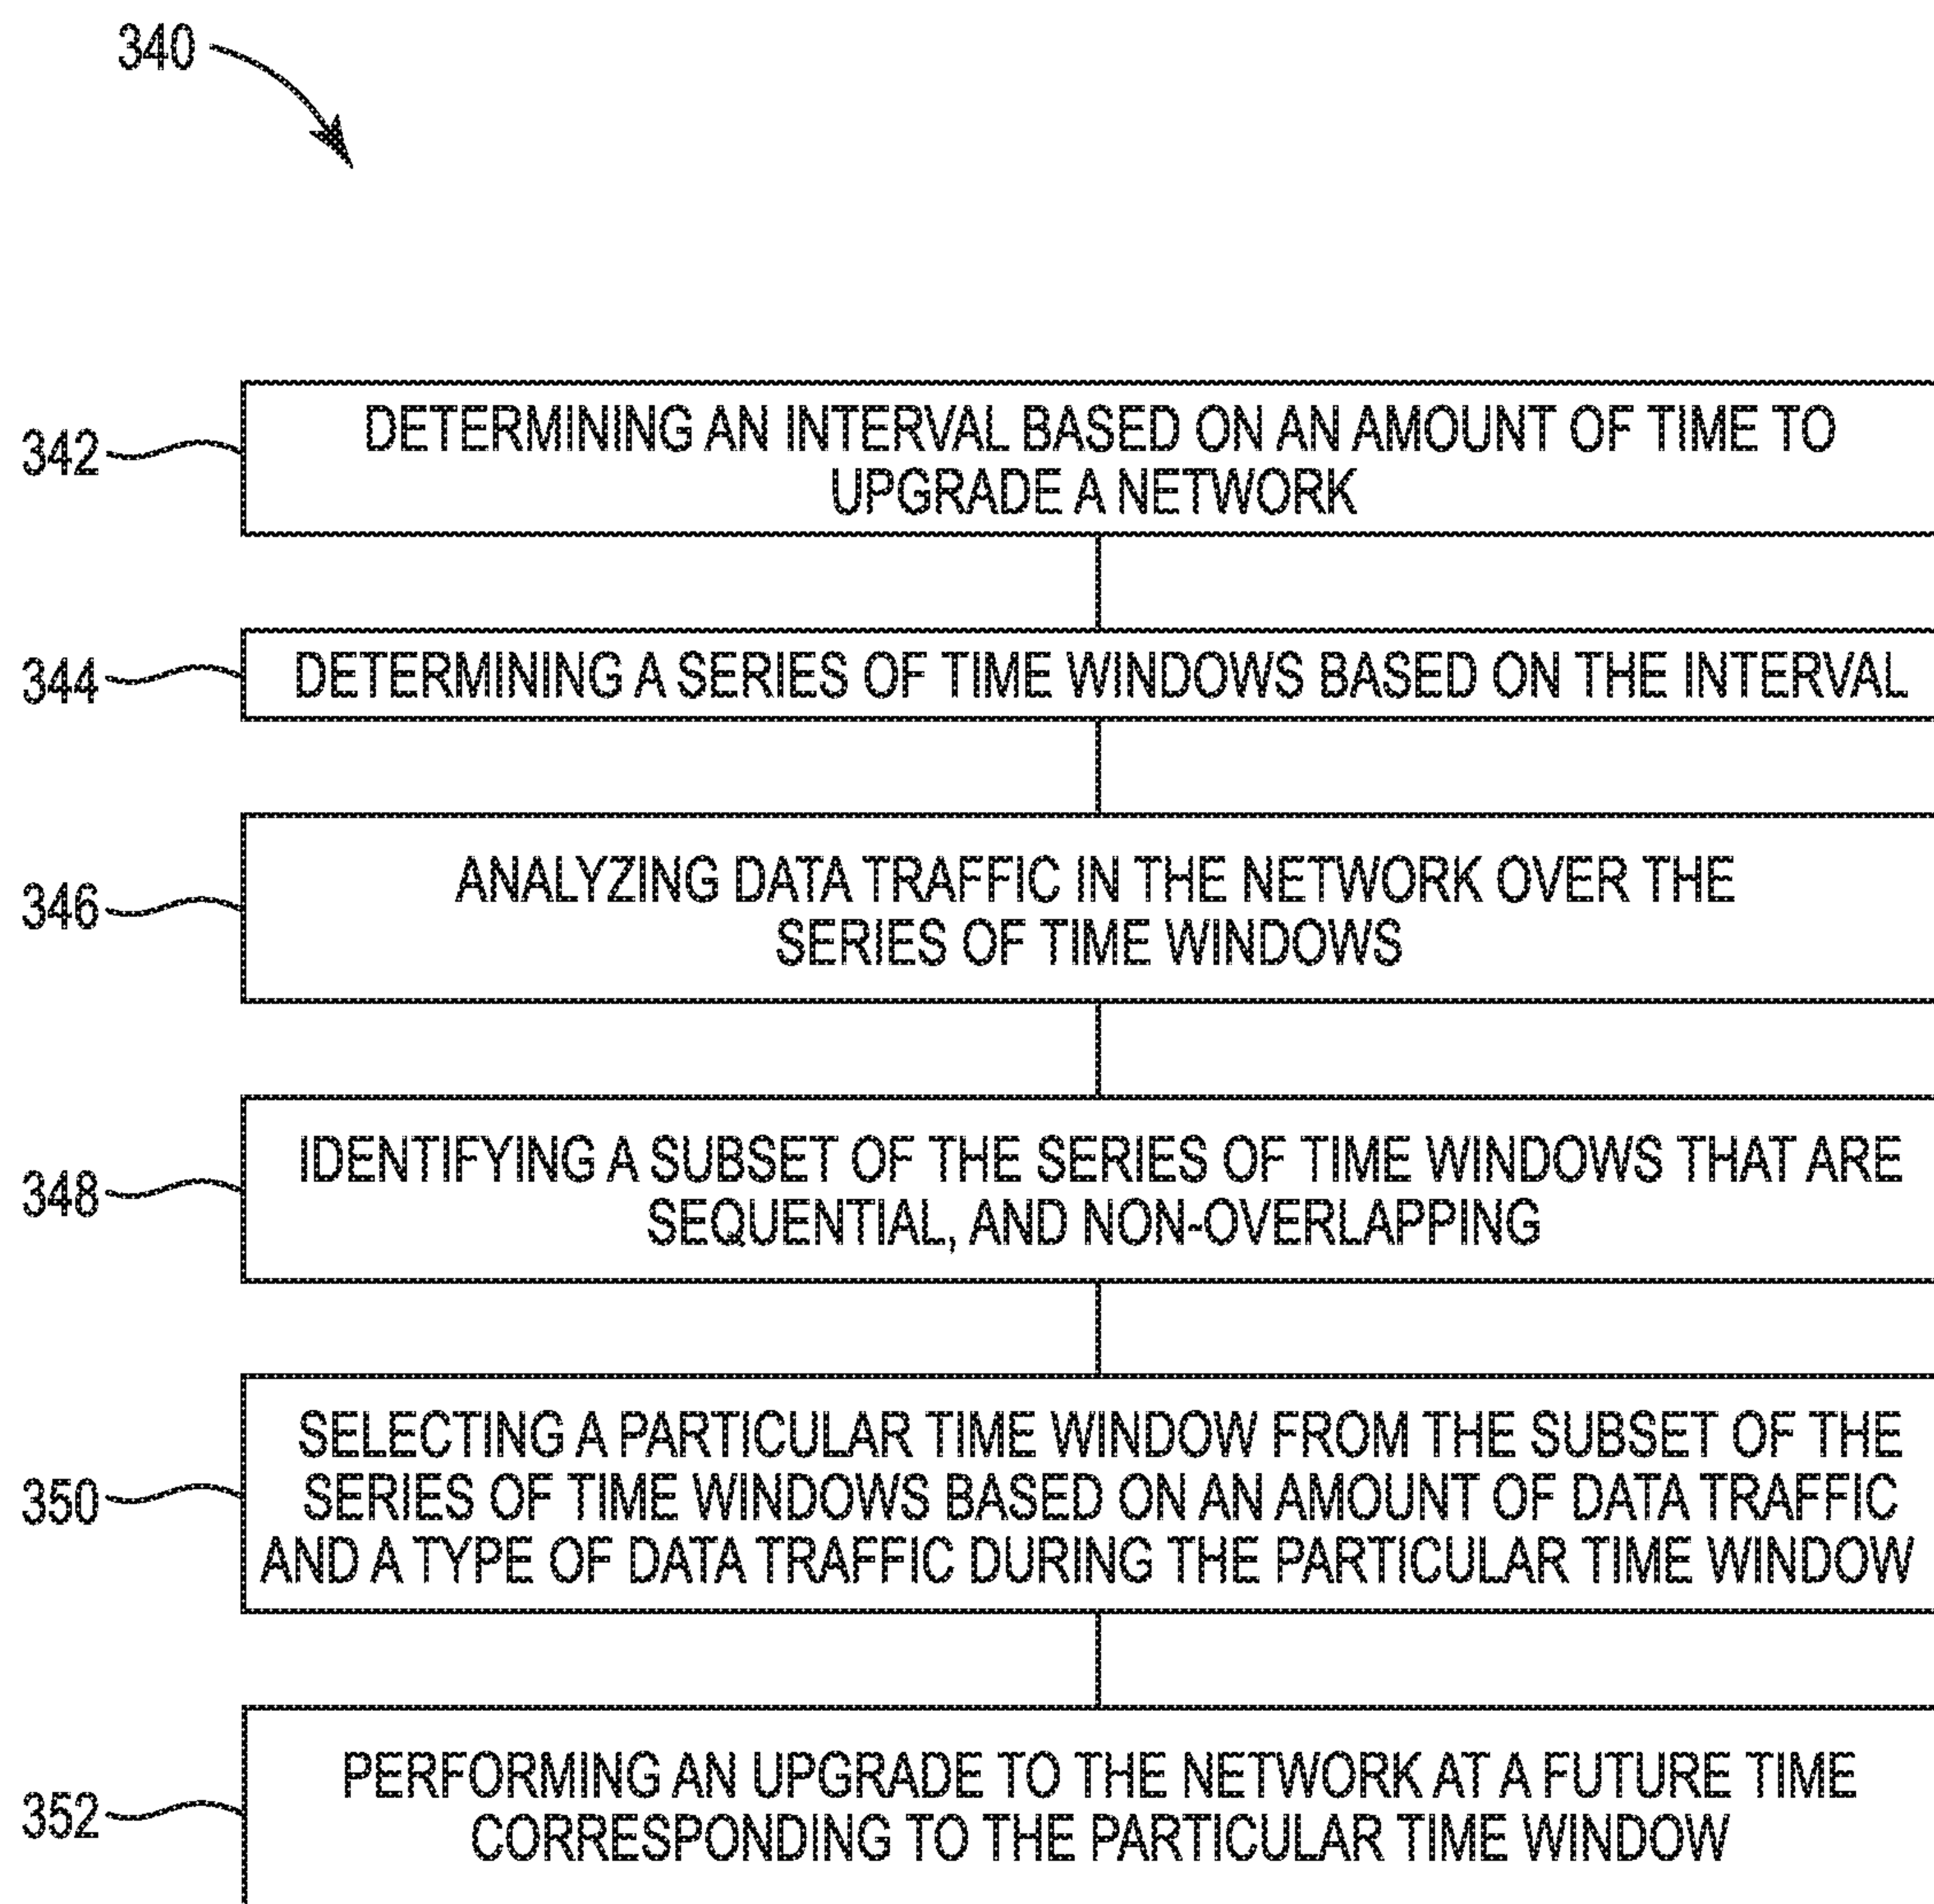 340
342
DETERMINING AN INTERVAL BASED ON AN AMOUNT OF TIME TO
UPGRADE A NETWORK
344
DETERMINING A SERIES OF TIME WINDOWS BASED ON THE INTERVAL
346
ANALYZING DATA TRAFFIC IN THE NETWORK OVER THE
SERIES OF TIME WINDOWS
348
IDENTIFYING A SUBSET OF THE SERIES OF TIME WINDOWS THAT ARE
SEQUENTIAL, AND NON-OVERLAPPING
350
SELECTING A PARTICULAR TIME WINDOW FROM THE SUBSET OF THE
SERIES OF TIME WINDOWS BASED ON AN AMOUNT OF DATA TRAFFIC
AND A TYPE OF DATA TRAFFIC DURING THE PARTICULAR TIME WINDOW
352
PERFORMING AN UPGRADE TO THE NETWORK AT A FUTURE TIME
CORRESPONDING TO THE PARTICULAR TIME WINDOW